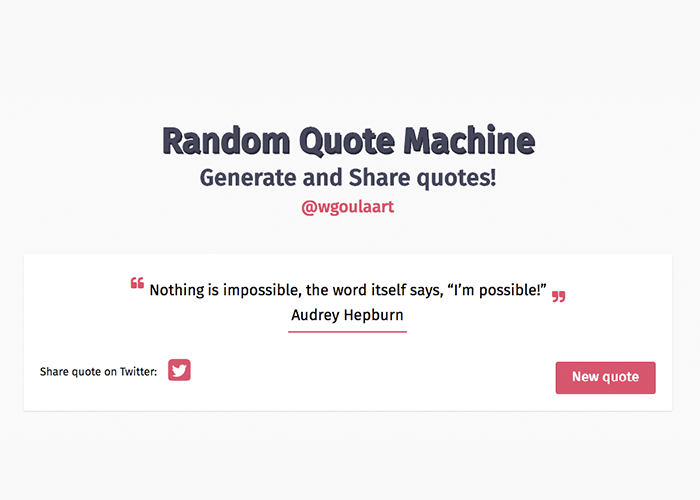 Random Quote Machine
Generate and Share quotes!
@wgoulaart
❝ Nothing is impossible, the word itself says, “I’m possible!” ❞
Audrey Hepburn
Share quote on Twitter:
New quote